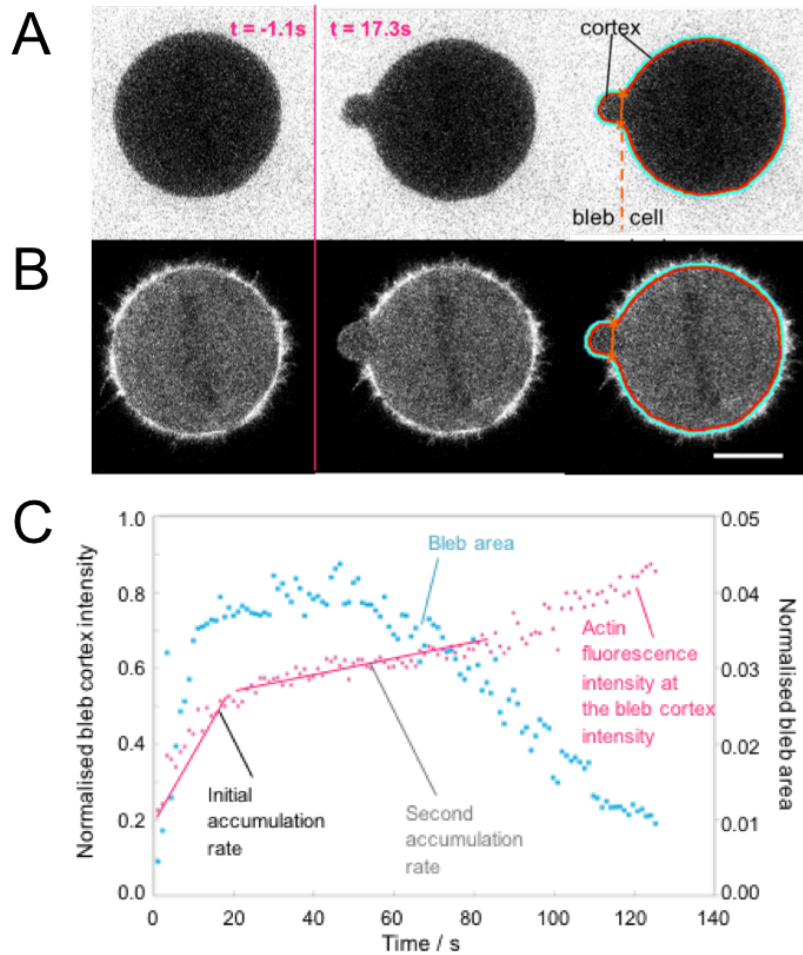 A
t = -1.1s
t = 17.3s
cortex
bleb cell
B
C
Normalised bleb cortex intensity
1.0
0.8
0.6
0.4
0.2
0.0
Bleb area
Actin
fluorescence
intensity at
the bleb cortex
intensity
Initial
accumulation
rate
Second
accumulation
rate
0.05
0.04
0.03
0.02
0.01
0.00
Normalised bleb area
0 20 40 60 80 100 120 140
Time / s